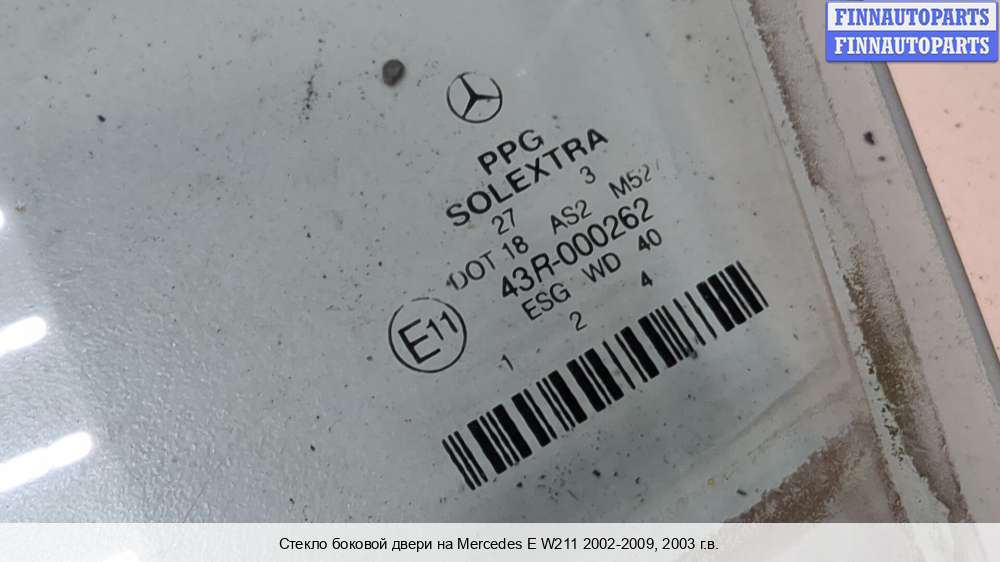 FINNAUTOPARTS
FINNAUTOPARTS
PPG
SOLEXTRA
27 3
DOT 18 AS2 M527
43R-000262
ESG WD 40
E11
1 2 4
Стекло боковой двери на Mercedes E W211 2002-2009, 2003 г.в.